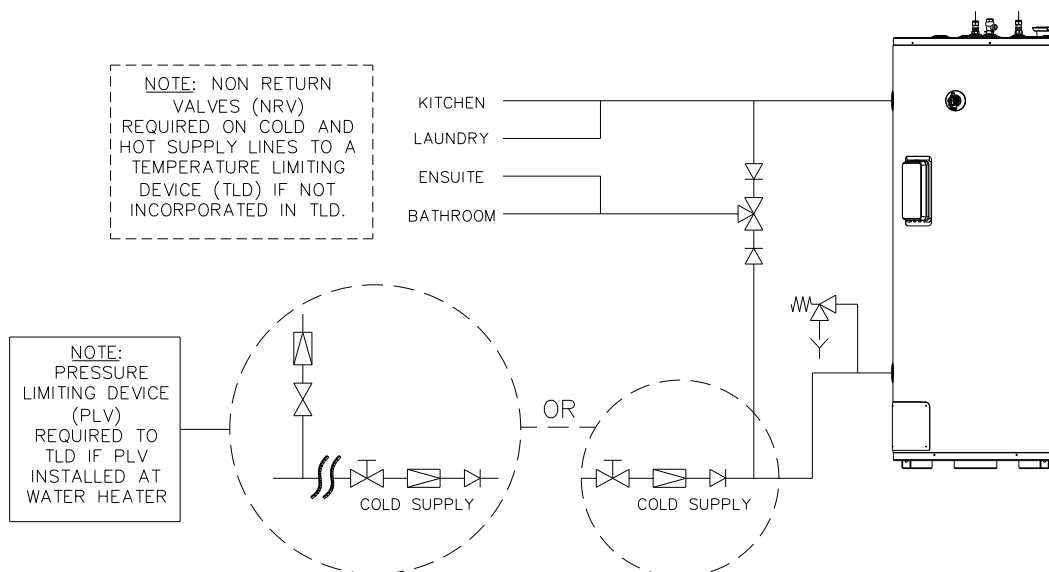 NOTE: NON RETURN
VALVES (NRV)
REQUIRED ON COLD AND
HOT SUPPLY LINES TO A
TEMPERATURE LIMITING
DEVICE (TLD) IF NOT
INCORPORATED IN TLD.
KITCHEN
LAUNDRY
ENSUITE
BATHROOM
NOTE:
PRESSURE
LIMITING DEVICE
(PLV)
REQUIRED TO
TLD IF PLV
INSTALLED AT
WATER HEATER
OR
COLD SUPPLY
COLD SUPPLY